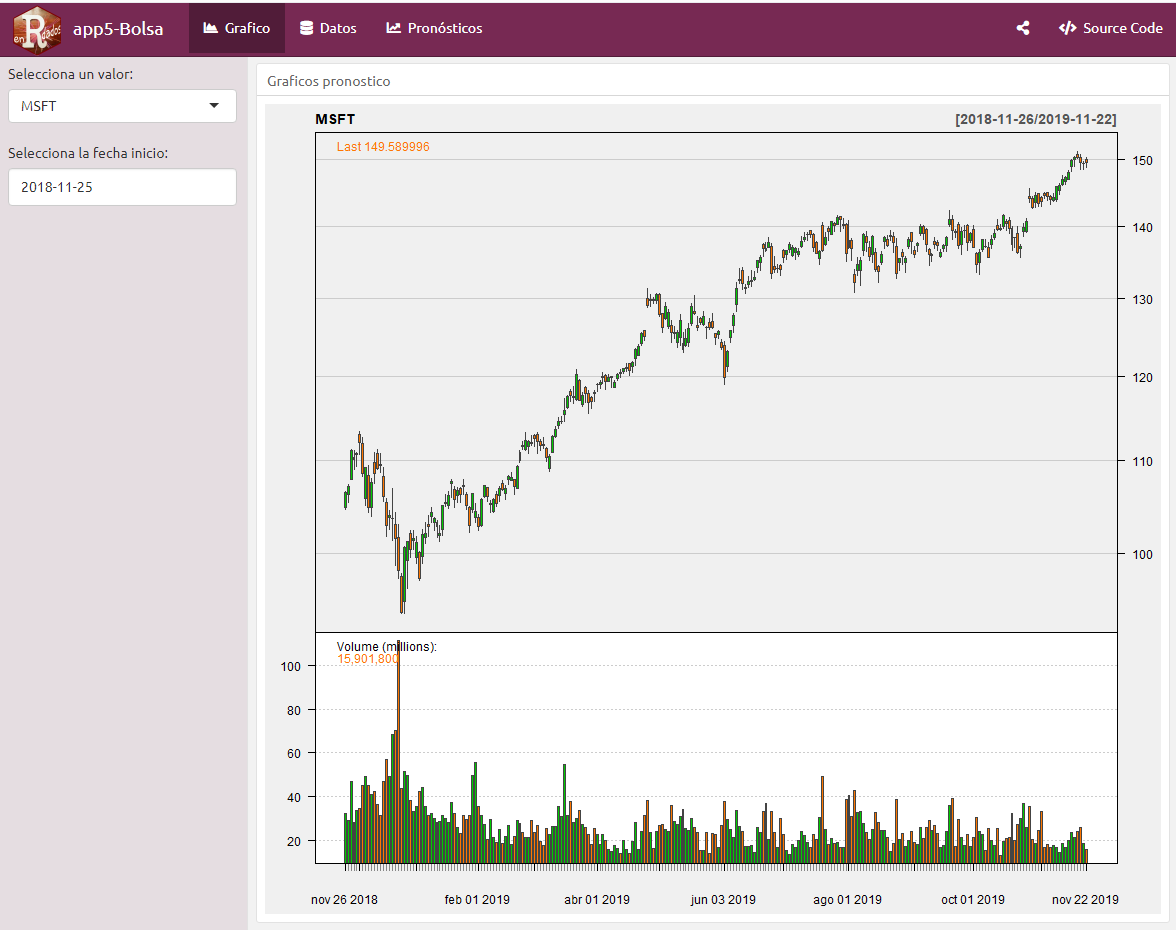 en R dados app5-Bolsa Grafico Datos Pronósticos Source Code
Selecciona un valor:
MSFT
Selecciona la fecha inicio:
2018-11-25
Graficos pronostico
MSFT [2018-11-26/2019-11-22]
Last 149.589996
150
140
130
120
110
100
Volume (millions):
15,901,800
100
80
60
40
20
nov 26 2018 feb 01 2019 abr 01 2019 jun 03 2019 ago 01 2019 oct 01 2019 nov 22 2019